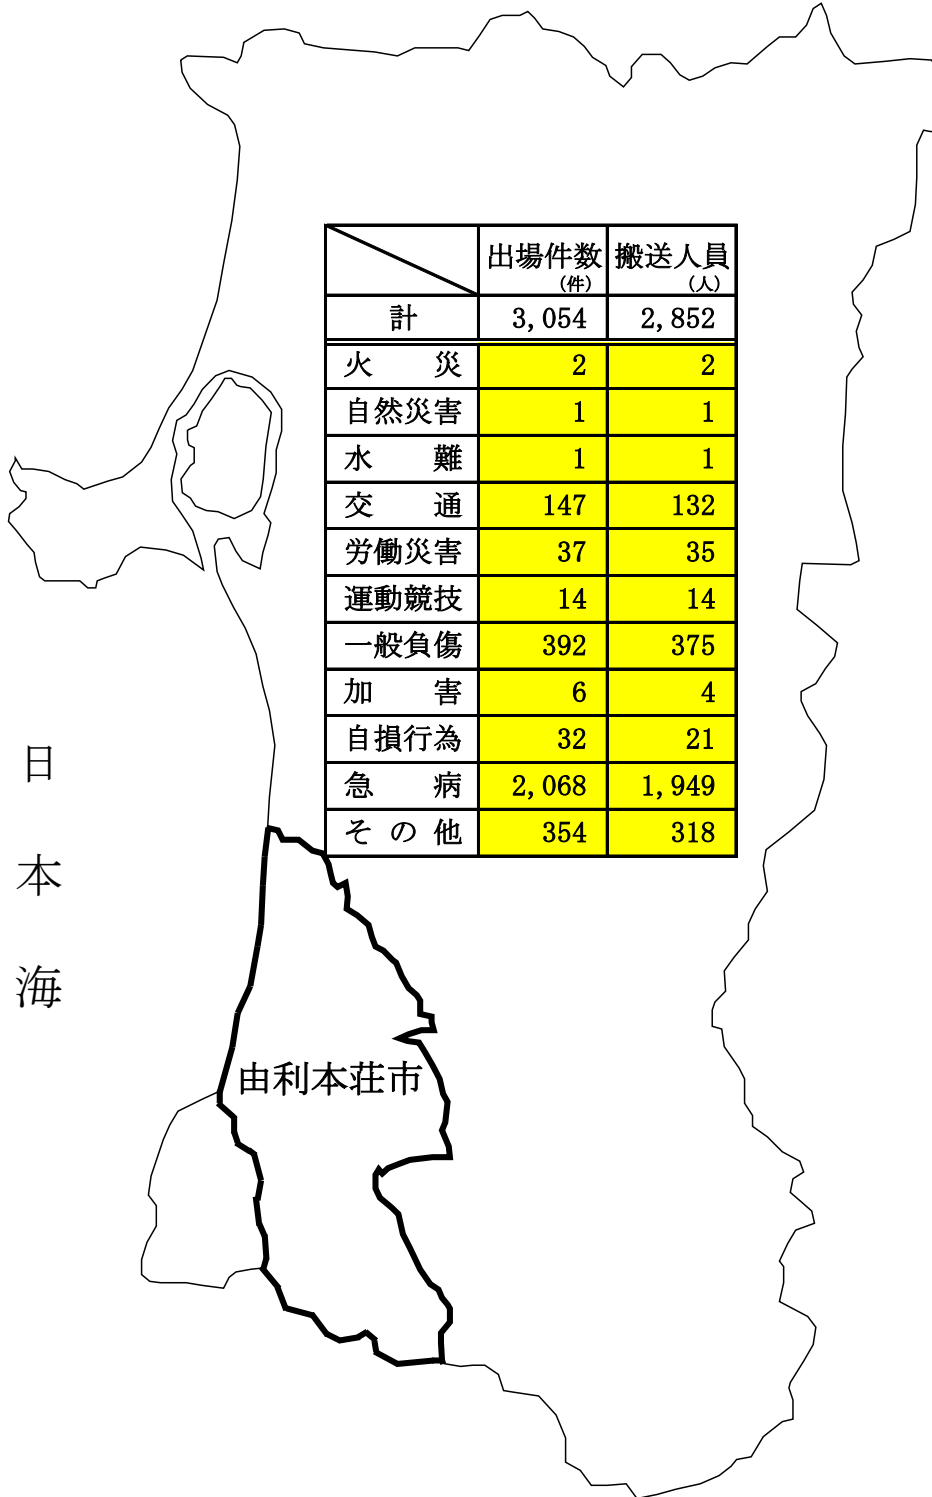 出場件数 搬送人員
(件) (人)
計 3,054 2,852
火災 2 2
自然災害 1 1
水難 1 1
交通 147 132
労働災害 37 35
運動競技 14 14
一般負傷 392 375
加害 6 4
自損行為 32 21
急病 2,068 1,949
その他 354 318
日本海
由利本荘市